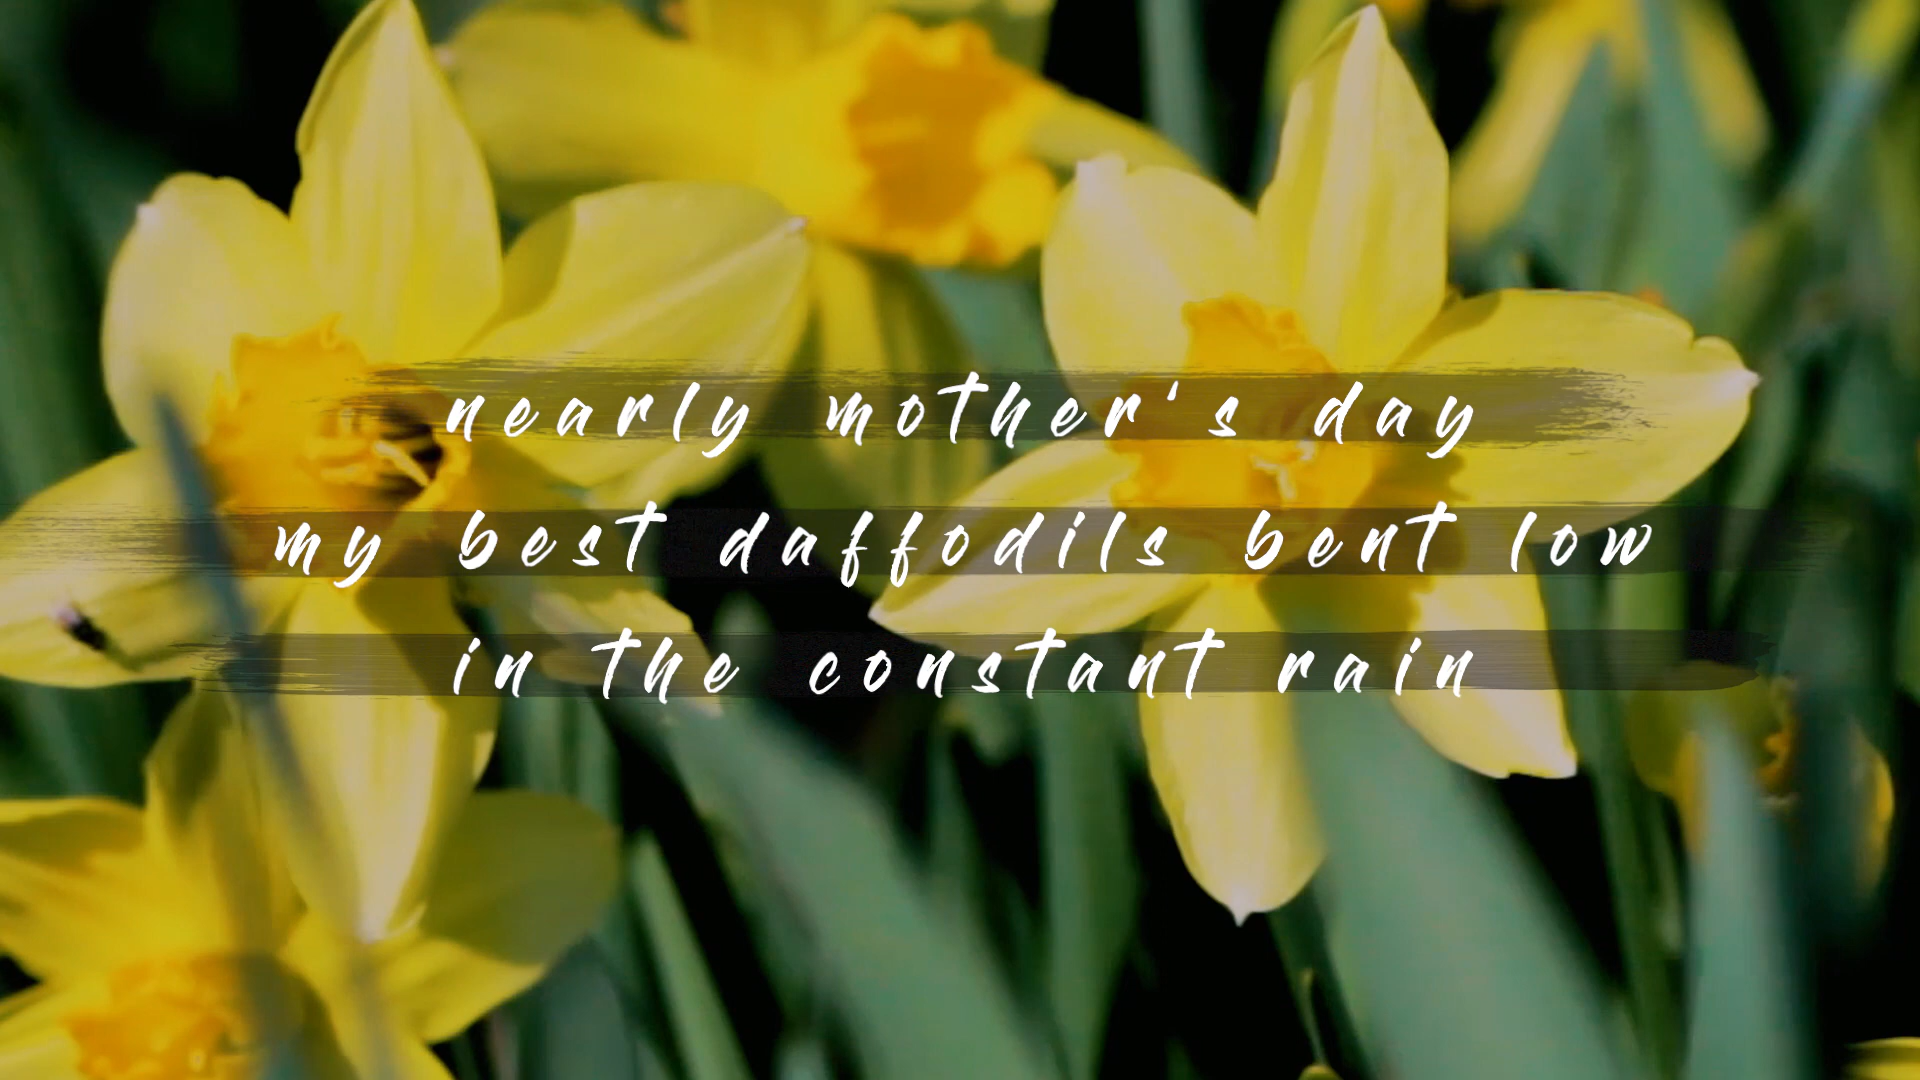 nearly mother's day
my best daffodils bent low
in the constant rain